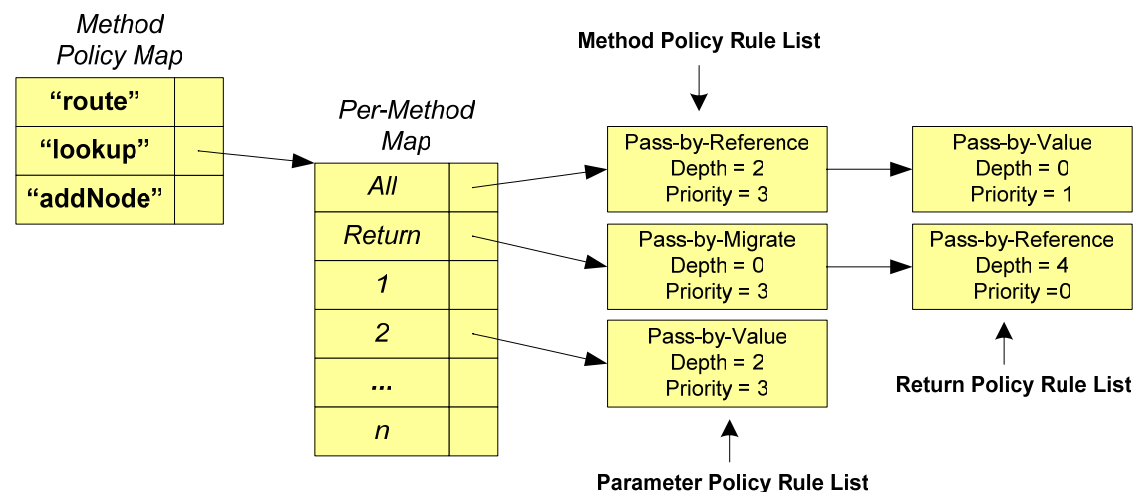 Method
Policy Map
“route”
“lookup”
“addNode”
Per-Method
Map
All
Return
1
2
...
n
Method Policy Rule List
Pass-by-Reference
Depth = 2
Priority = 3
Pass-by-Value
Depth = 0
Priority = 1
Pass-by-Migrate
Depth = 0
Priority = 3
Pass-by-Reference
Depth = 4
Priority =0
Pass-by-Value
Depth = 2
Priority = 3
Return Policy Rule List
Parameter Policy Rule List